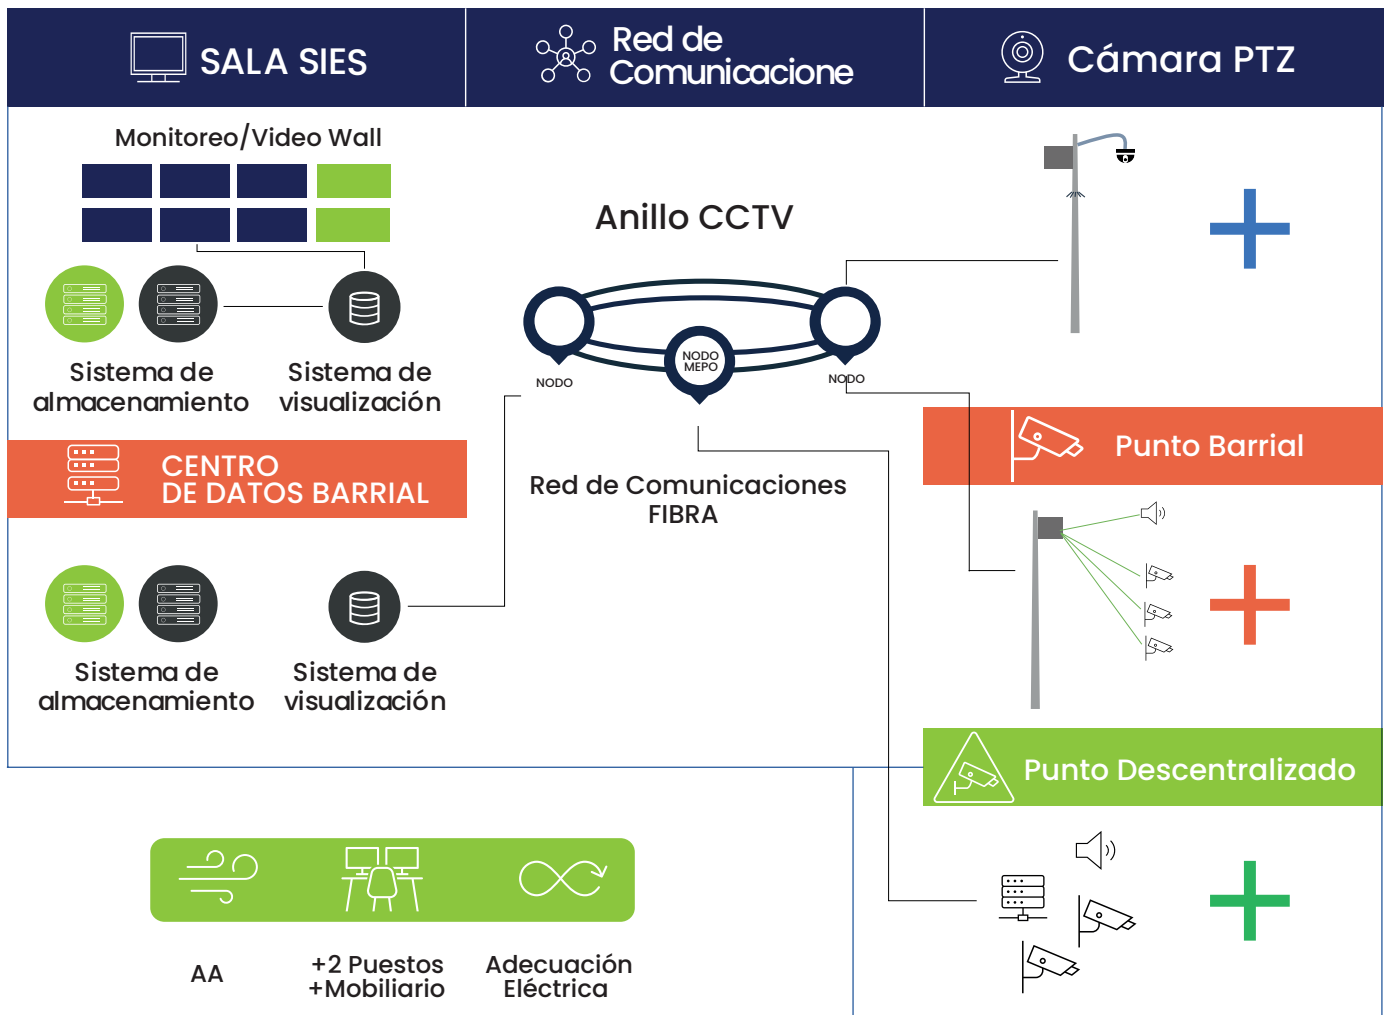 SALA SIES
Red de
Comunicacione
Cámara PTZ
Monitoreo/Video Wall
Anillo CCTV
NODO
MEPO
NODO
NODO
Sistema de
almacenamiento
Sistema de
visualización
CENTRO
DE DATOS BARRIAL
Punto Barrial
Red de Comunicaciones
FIBRA
Sistema de
almacenamiento
Sistema de
visualización
Punto Descentralizado
AA
+2 Puestos
+Mobiliario
Adecuación
Eléctrica